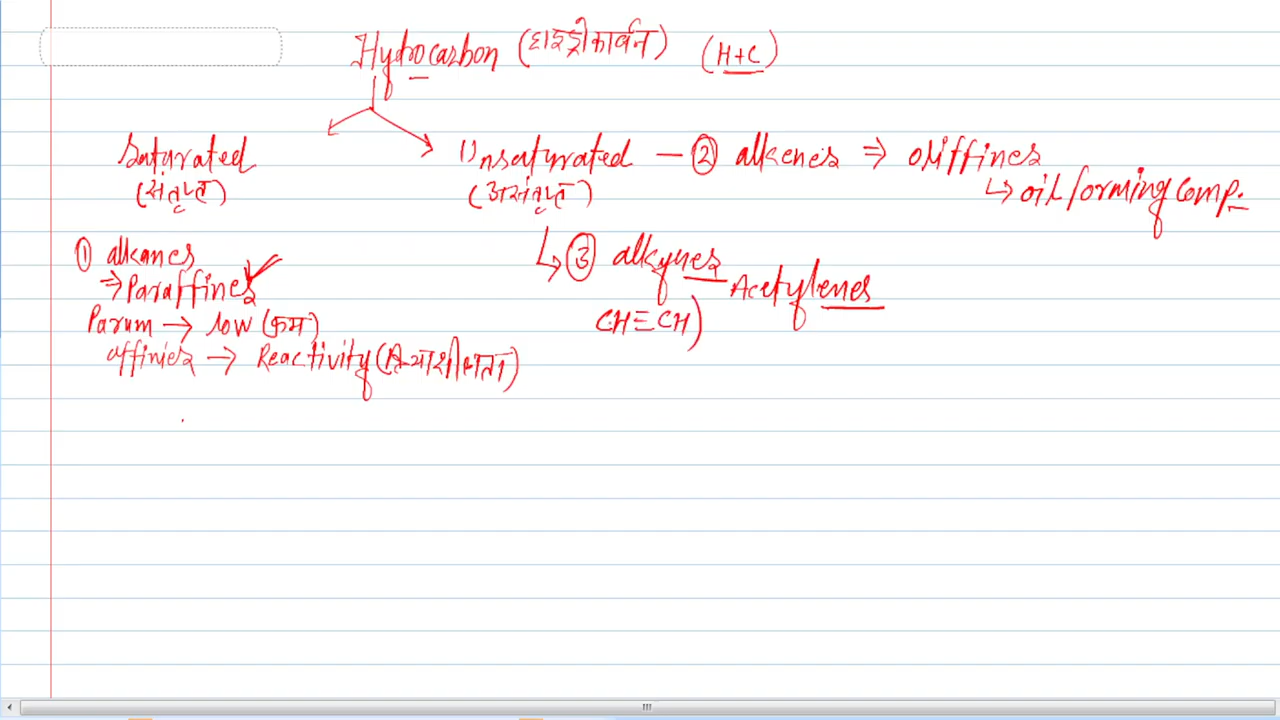 Hydrocarbon (हाइड्रोकार्बन) (H+C)
Saturated
(संतृप्त)
Unsaturated — ② alkenes ⇒ oliffines
(असंतृप्त)
↳ oil forming comp.
① alkanes
⇒ Paraffines
Parum → low (कम)
affinies → Reactivity (क्रियाशीलता)
↳ ③ alkynes
Acetylenes
CH≡CH)